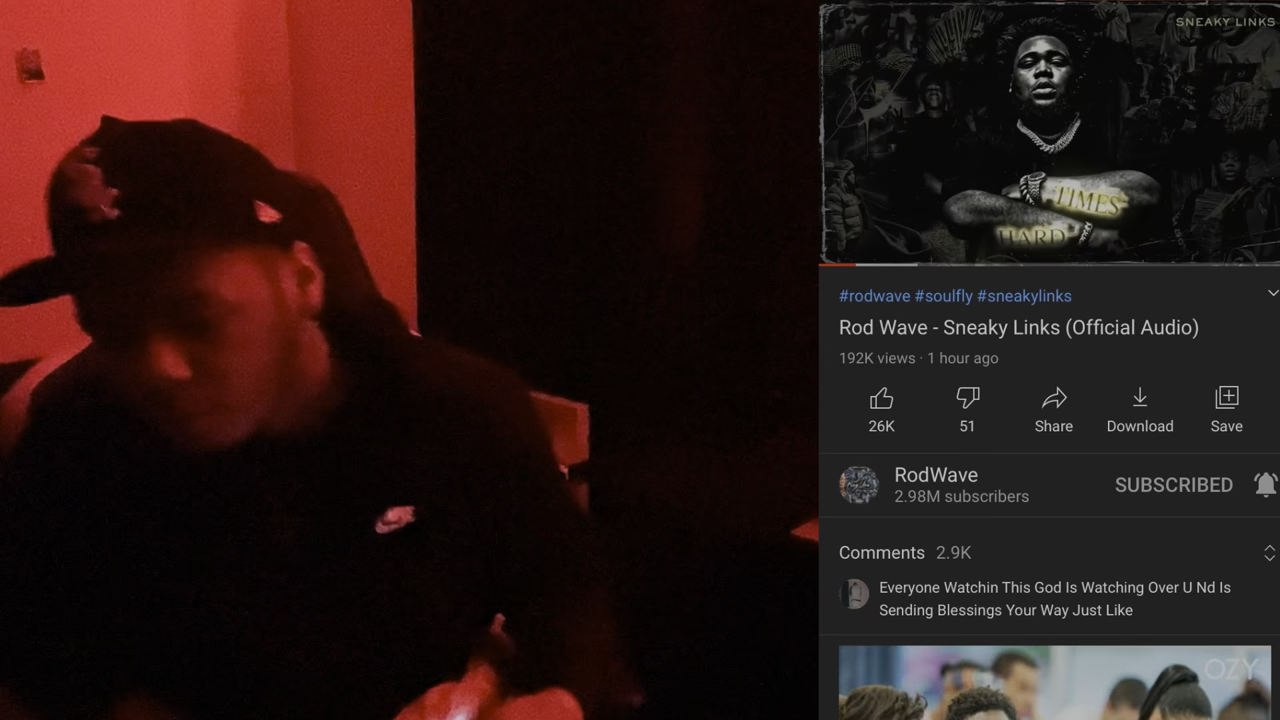 SNEAKY LINKS
TIMES
HARD
#rodwave #soulfly #sneakylinks
Rod Wave - Sneaky Links (Official Audio)
192K views · 1 hour ago
26K
51
Share
Download
Save
RodWave
2.98M subscribers
SUBSCRIBED
Comments 2.9K
Everyone Watchin This God Is Watching Over U Nd Is
Sending Blessings Your Way Just Like
OZY